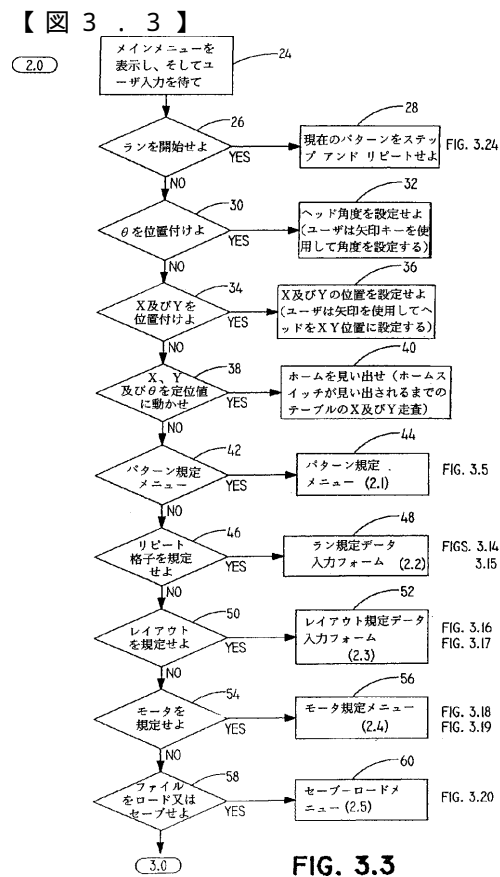 【図３．３】
2.0
メインメニューを
表示し、そしてユ
ーザ入力を待て
24
ランを開始せよ
26
YES
NO
現在のパターンをステッ
プ アンド リピートせよ
28
FIG. 3.24
θを位置付けよ
30
YES
NO
ヘッド角度を設定せよ
(ユーザは矢印キーを使
用して角度を設定する)
32
X及びYを
位置付けよ
34
YES
NO
X及びYの位置を設定せよ
(ユーザは矢印を使用してヘ
ッドをXY位置に設定する)
36
X、Y
及びθを定位値
に動かせ
38
YES
NO
ホームを見い出せ(ホームス
イッチが見い出されるまでの
テーブルのX及びY走査)
40
パターン規定
メニュー
42
YES
NO
パターン規定
メニュー (2.1)
44
FIG. 3.5
リピート
格子を規定
せよ
46
YES
NO
ラン規定データ
入力フォーム (2.2)
48
FIGS. 3.14
3.15
レイアウト
を規定せよ
50
YES
NO
レイアウト規定データ
入力フォーム
(2.3)
52
FIG. 3.16
FIG. 3.17
モータを
規定せよ
54
YES
NO
モータ規定メニュー
(2.4)
56
FIG. 3.18
FIG. 3.19
ファイル
をロード又は
セーブせよ
58
YES
NO
セーブーロードメ
ニュー (2.5)
60
FIG. 3.20
3.0
FIG. 3.3